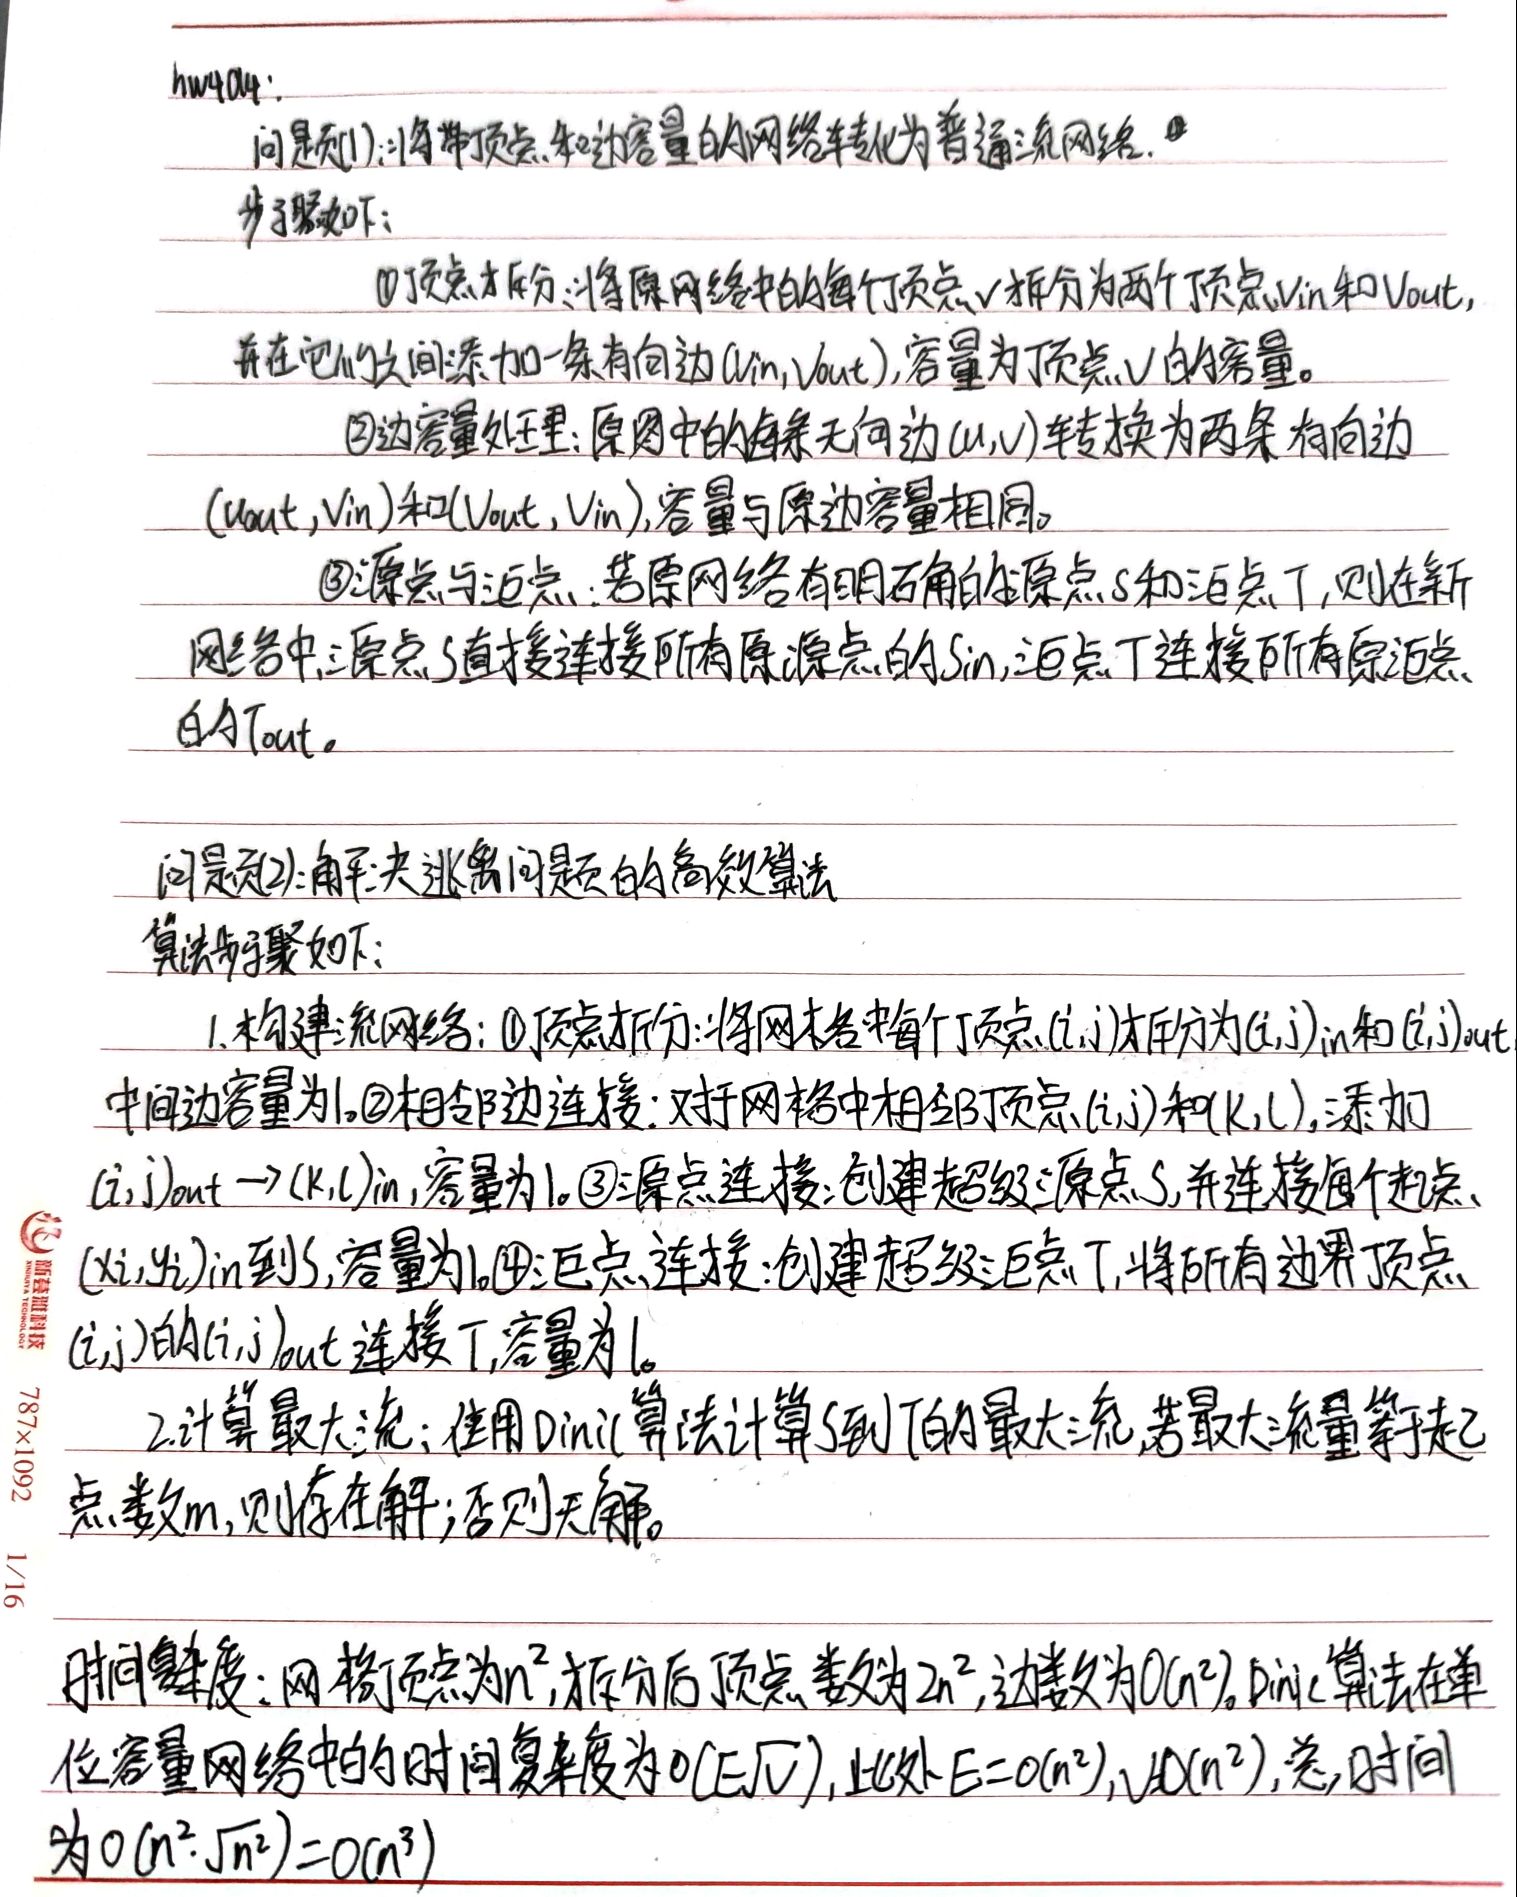 hw4Q4:
问题(1):将带顶点和边容量的网络转化为普通流网络.
步骤如下:
①顶点拆分:将原网络中的每个顶点v拆分为两个顶点Vin和Vout,
并在它们之间添加一条有向边(Vin,Vout),容量为顶点V的容量。
②边容量处理:原图中的每条无向边(u,v)转换为两条有向边
(Uout,Vin)和(Vout,Vin),容量与原边容量相同。
③源点与汇点:若原网络有明确的源点S和汇点T,则在新
网络中,源点S直接连接所有原源点的Sin,汇点T连接所有原汇点
的Tout。
问题(2):解决逃离问题的高效算法
算法步骤如下:
1.构建流网络:①顶点拆分:将网格中每个顶点(i,j)拆分为(i,j)in和(i,j)out
中间边容量为1。②相邻边连接:对于网格中相邻顶点(i,j)和(k,l),添加
(i,j)out→(k,l)in,容量为1。③源点连接:创建超级源点S,并连接每个起点
(xi,yi)in到S,容量为1。④汇点连接:创建超级汇点T,将所有边界顶点
(i,j)的(i,j)out连接T,容量为1。
2.计算最大流:使用Dinic算法计算S到T的最大流,若最大流量等于起
点数m,则存在解;否则无解。
时间复杂度:网格顶点为n²,拆分后顶点数为2n²,边数为O(n²)。Dinic算法在单
位容量网络中的时间复杂度为O(E√V),此处E=O(n²),V=O(n²),总时间
为O(n²·√n²)=O(n³)
新鑫雅科技
XINXINYA TECHNOLOGY
787×1092
1/16